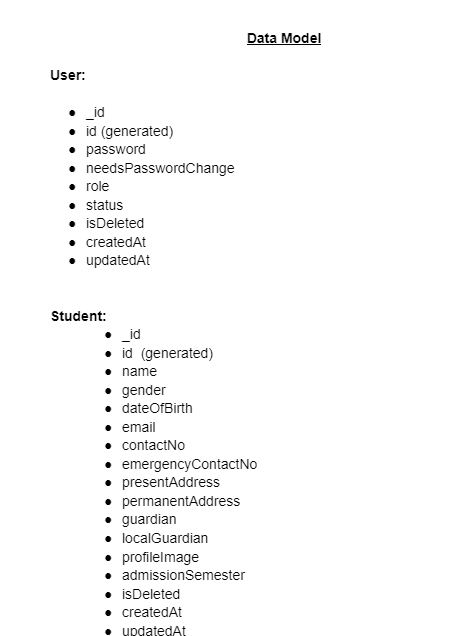 Data Model
User:
● _id
● id (generated)
● password
● needsPasswordChange
● role
● status
● isDeleted
● createdAt
● updatedAt
Student:
● _id
● id  (generated)
● name
● gender
● dateOfBirth
● email
● contactNo
● emergencyContactNo
● presentAddress
● permanentAddress
● guardian
● localGuardian
● profileImage
● admissionSemester
● isDeleted
● createdAt
● updatedAt